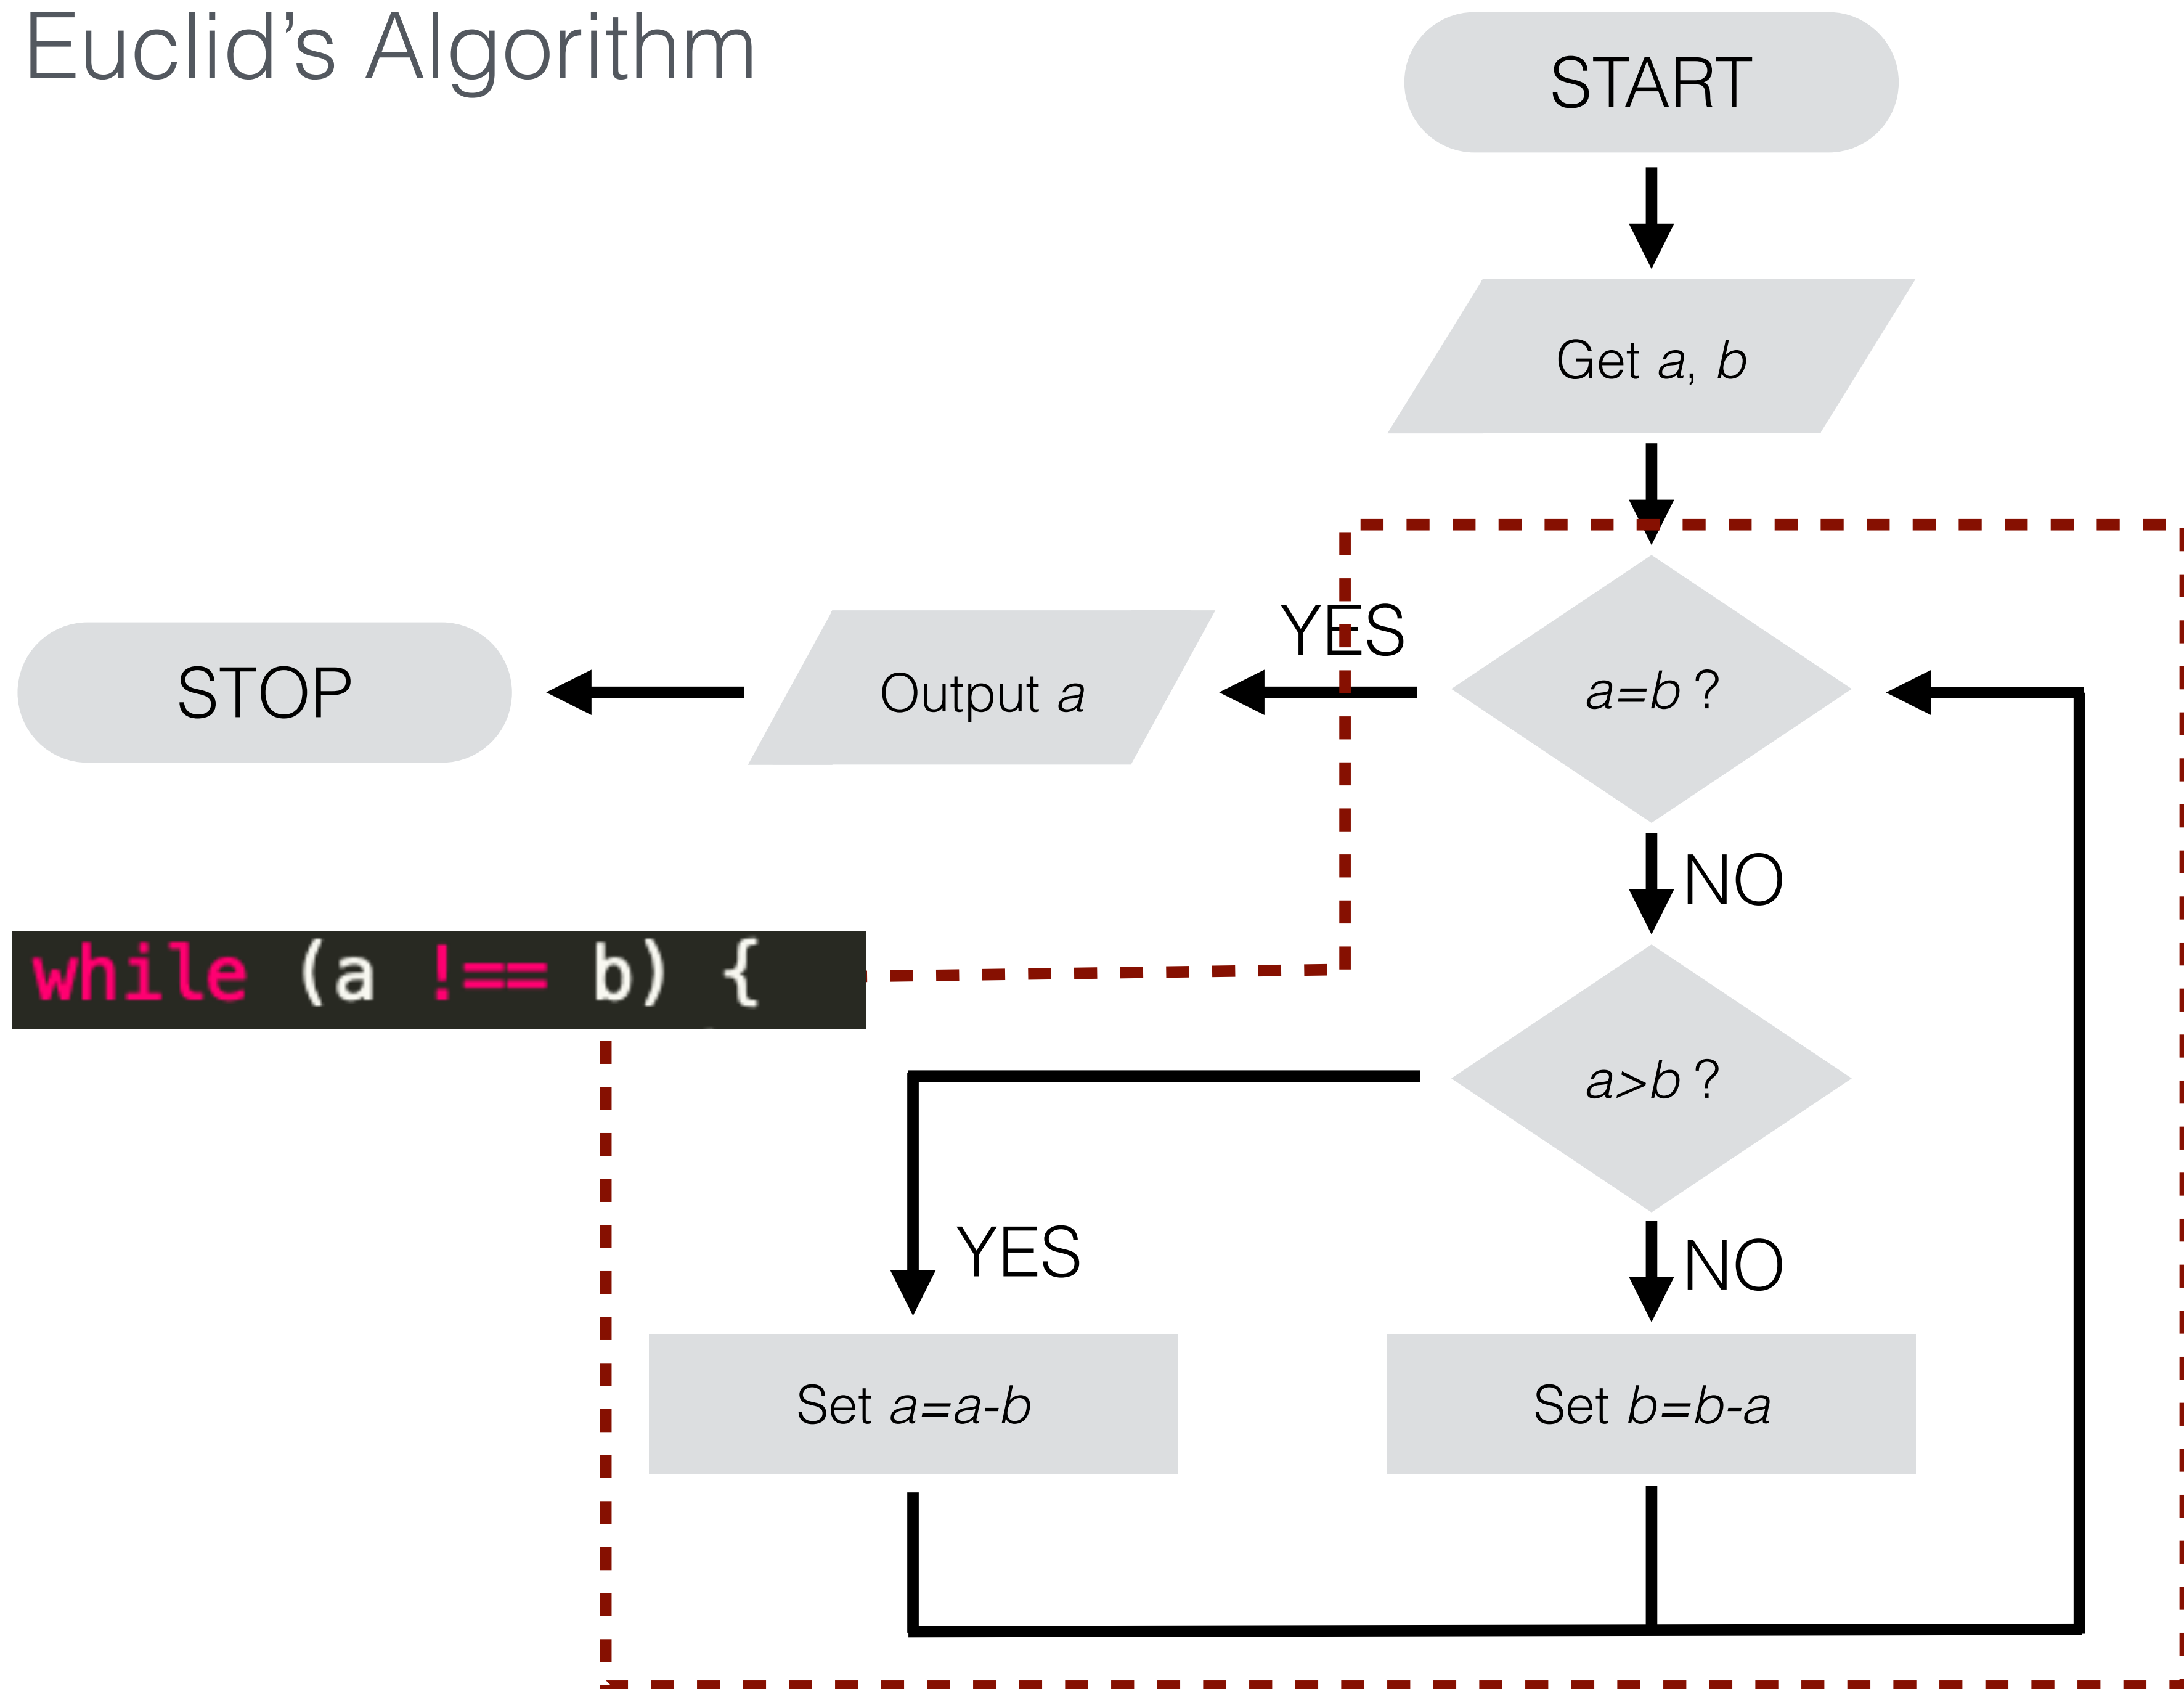 Euclid’s Algorithm
START
Get a, b
a=b ?
YES
Output a
STOP
NO
while (a !== b) {
a>b ?
YES
NO
Set a=a-b
Set b=b-a